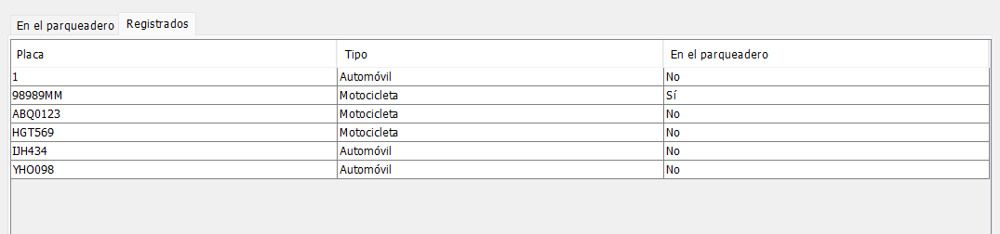 En el parqueadero Registrados
Placa Tipo En el parqueadero
1 Automóvil No
98989MM Motocicleta Sí
ABQ0123 Motocicleta No
HGT569 Motocicleta No
IJH434 Automóvil No
YHO098 Automóvil No